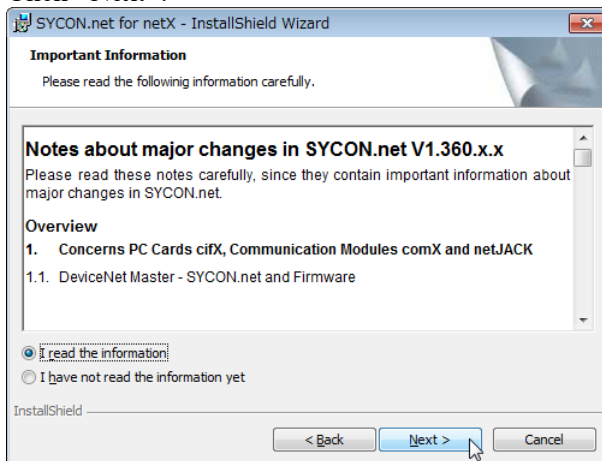 SYCON.net for netX - InstallShield Wizard
Important Information
Please read the followinig information carefully.
Notes about major changes in SYCON.net V1.360.x.x
Please read these notes carefully, since they contain important information about
major changes in SYCON.net.
Overview
1. Concerns PC Cards cifX, Communication Modules comX and netJACK
1.1. DeviceNet Master - SYCON.net and Firmware
I read the information
I have not read the information yet
InstallShield
< Back Next > Cancel